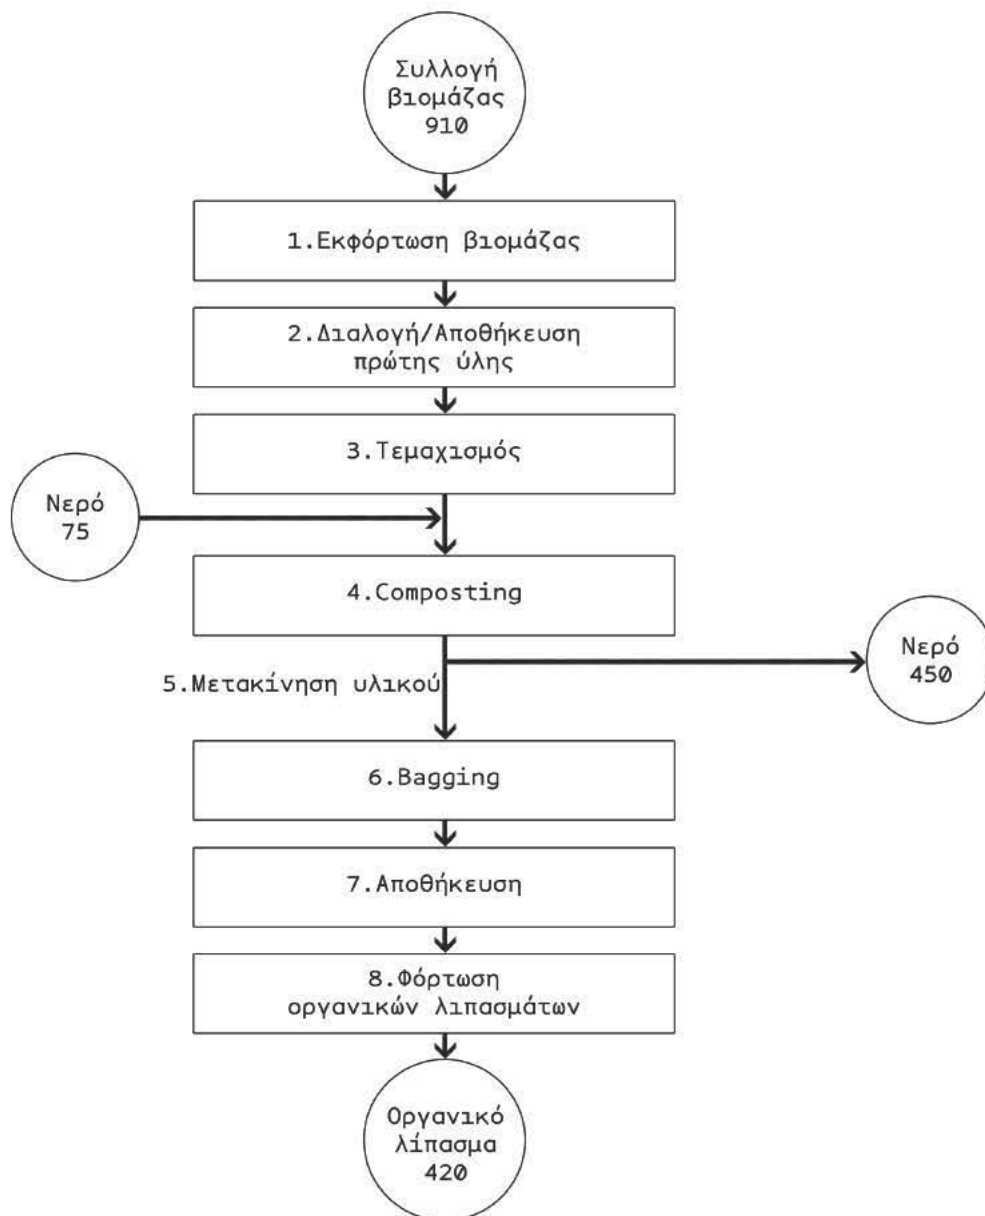 Συλλογή
βιομάζας
910
1.Εκφόρτωση βιομάζας
2.Διαλογή/Αποθήκευση
πρώτης ύλης
3.Τεμαχισμός
Νερό
75
4.Composting
Νερό
450
5.Μετακίνηση υλικού
6.Bagging
7.Αποθήκευση
8.Φόρτωση
οργανικών λιπασμάτων
Οργανικό
λίπασμα
420